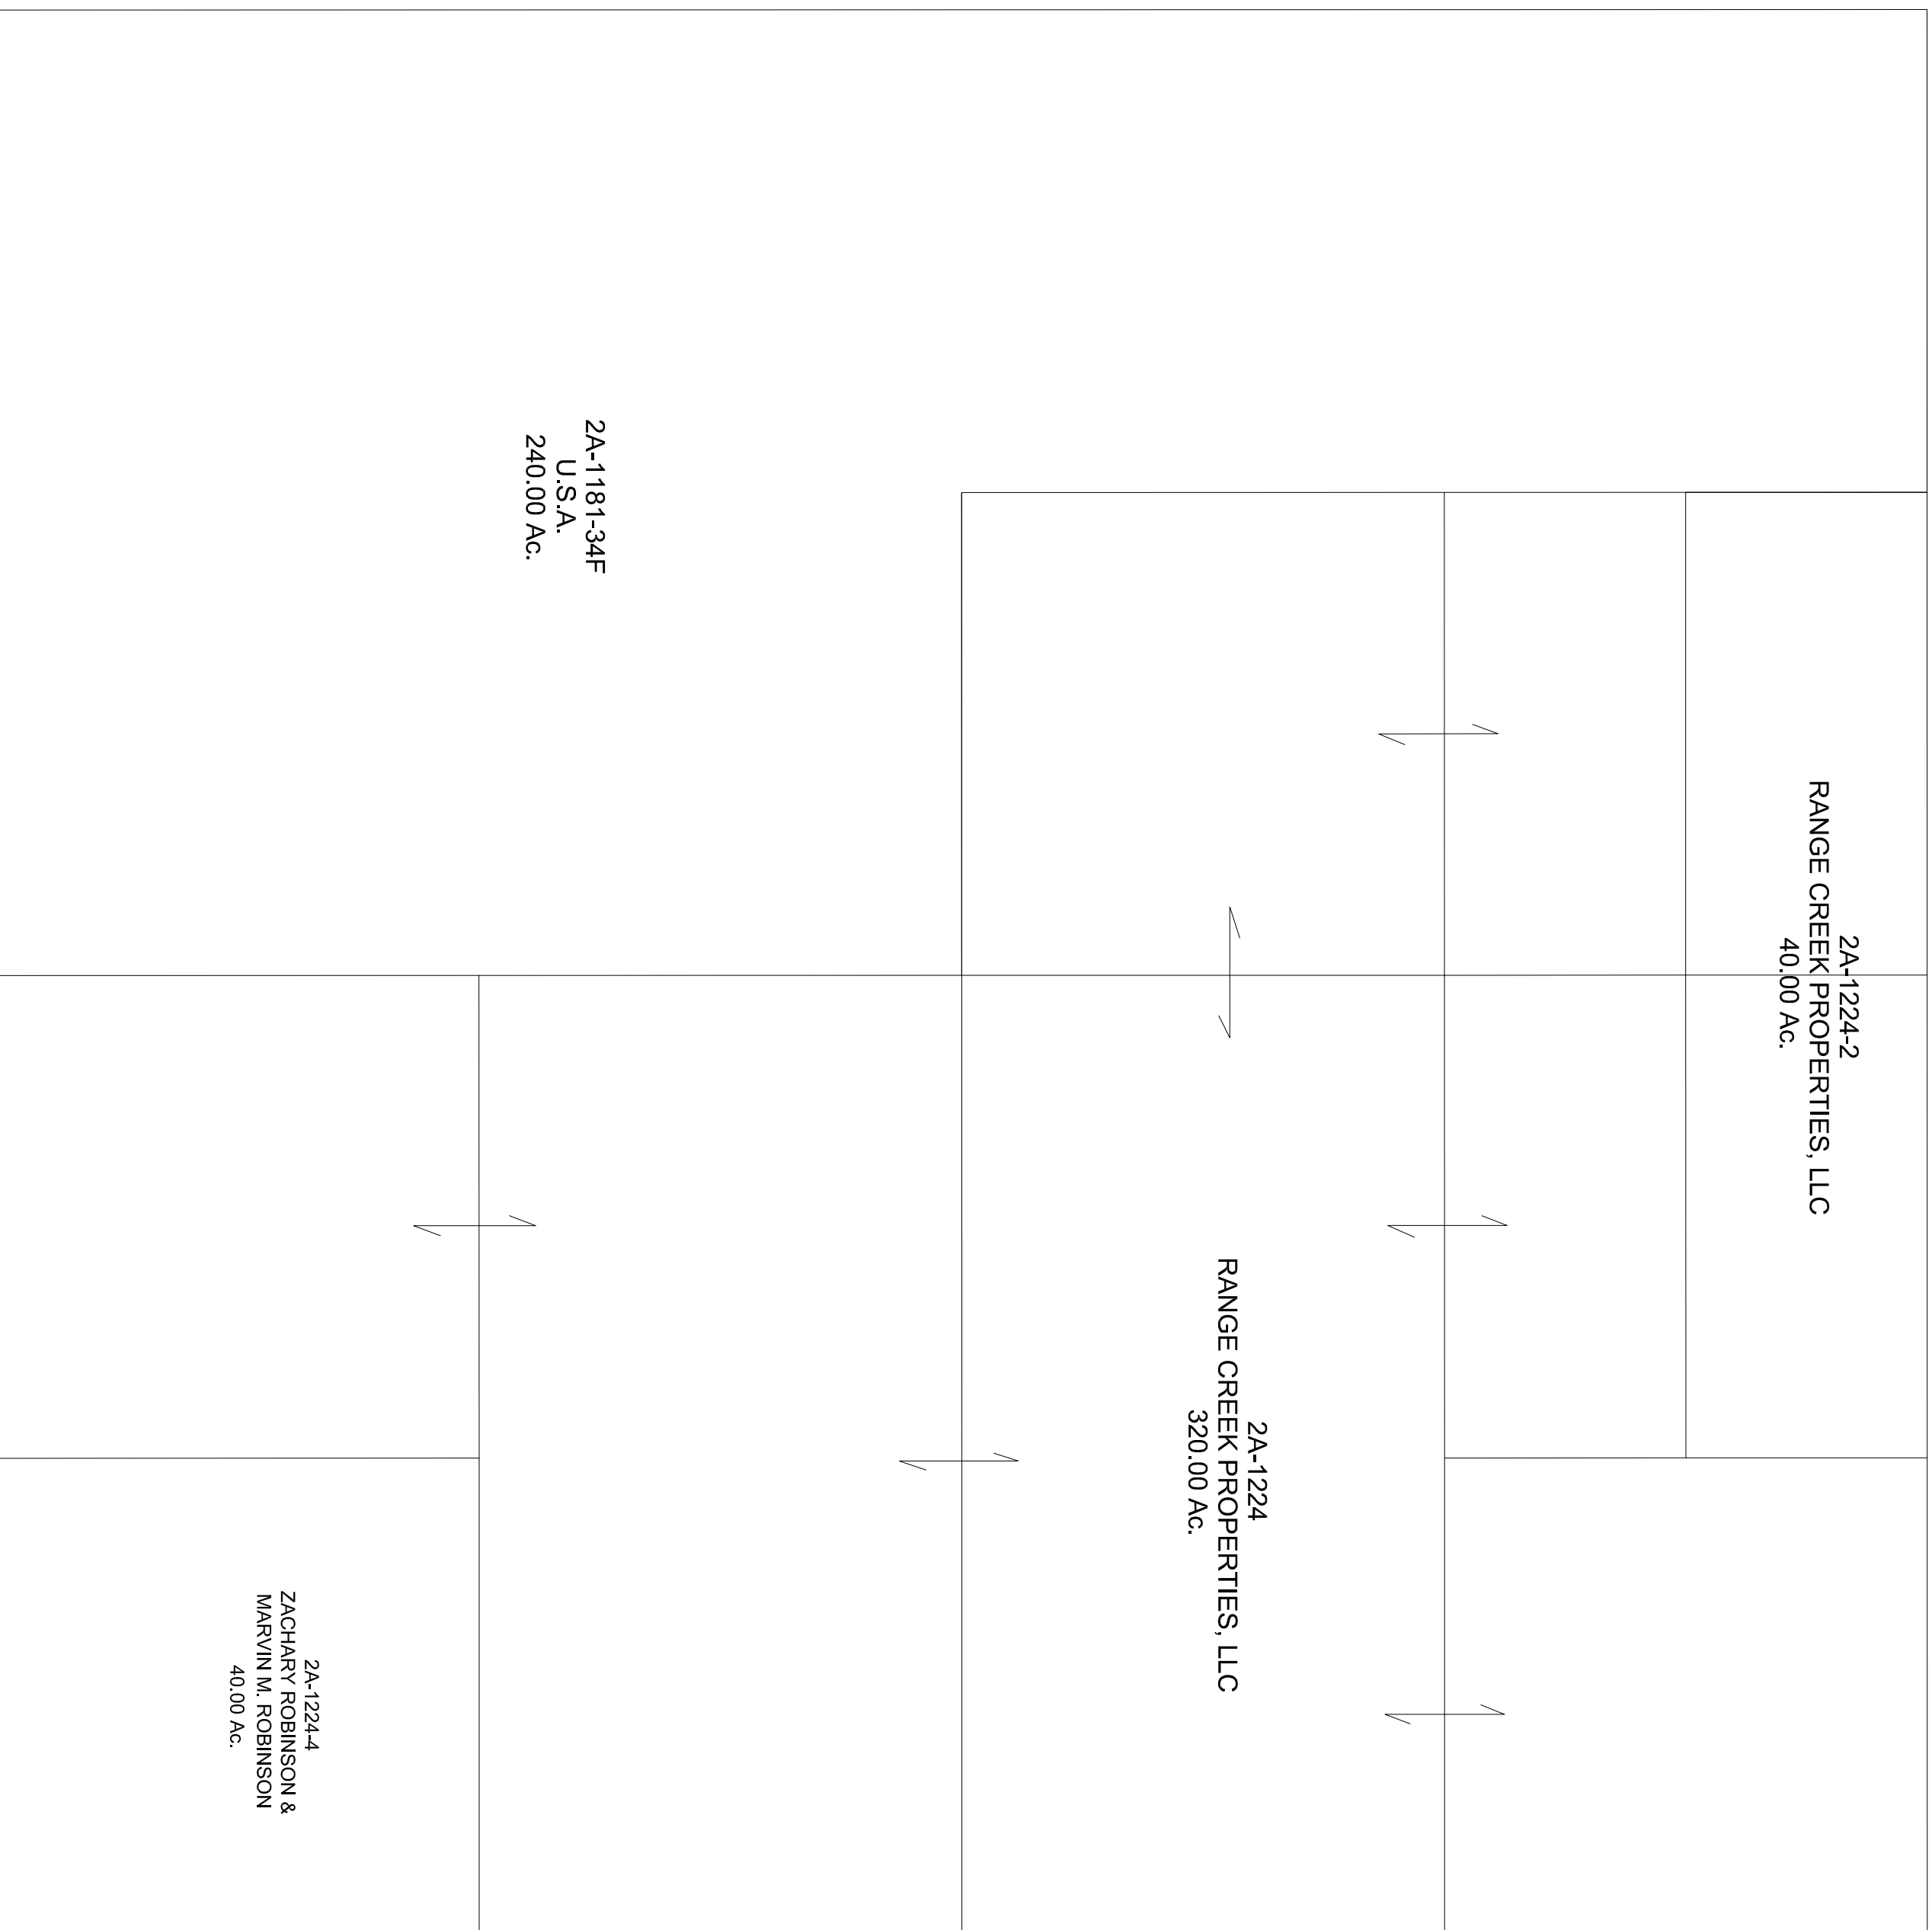 2A-1224-2
RANGE CREEK PROPERTIES, LLC
40.00 Ac.
2A-1224
RANGE CREEK PROPERTIES, LLC
320.00 Ac.
2A-1181-34F
U.S.A.
240.00 Ac.
2A-1224-4
ZACHARY ROBINSON &
MARVIN M. ROBINSON
40.00 Ac.